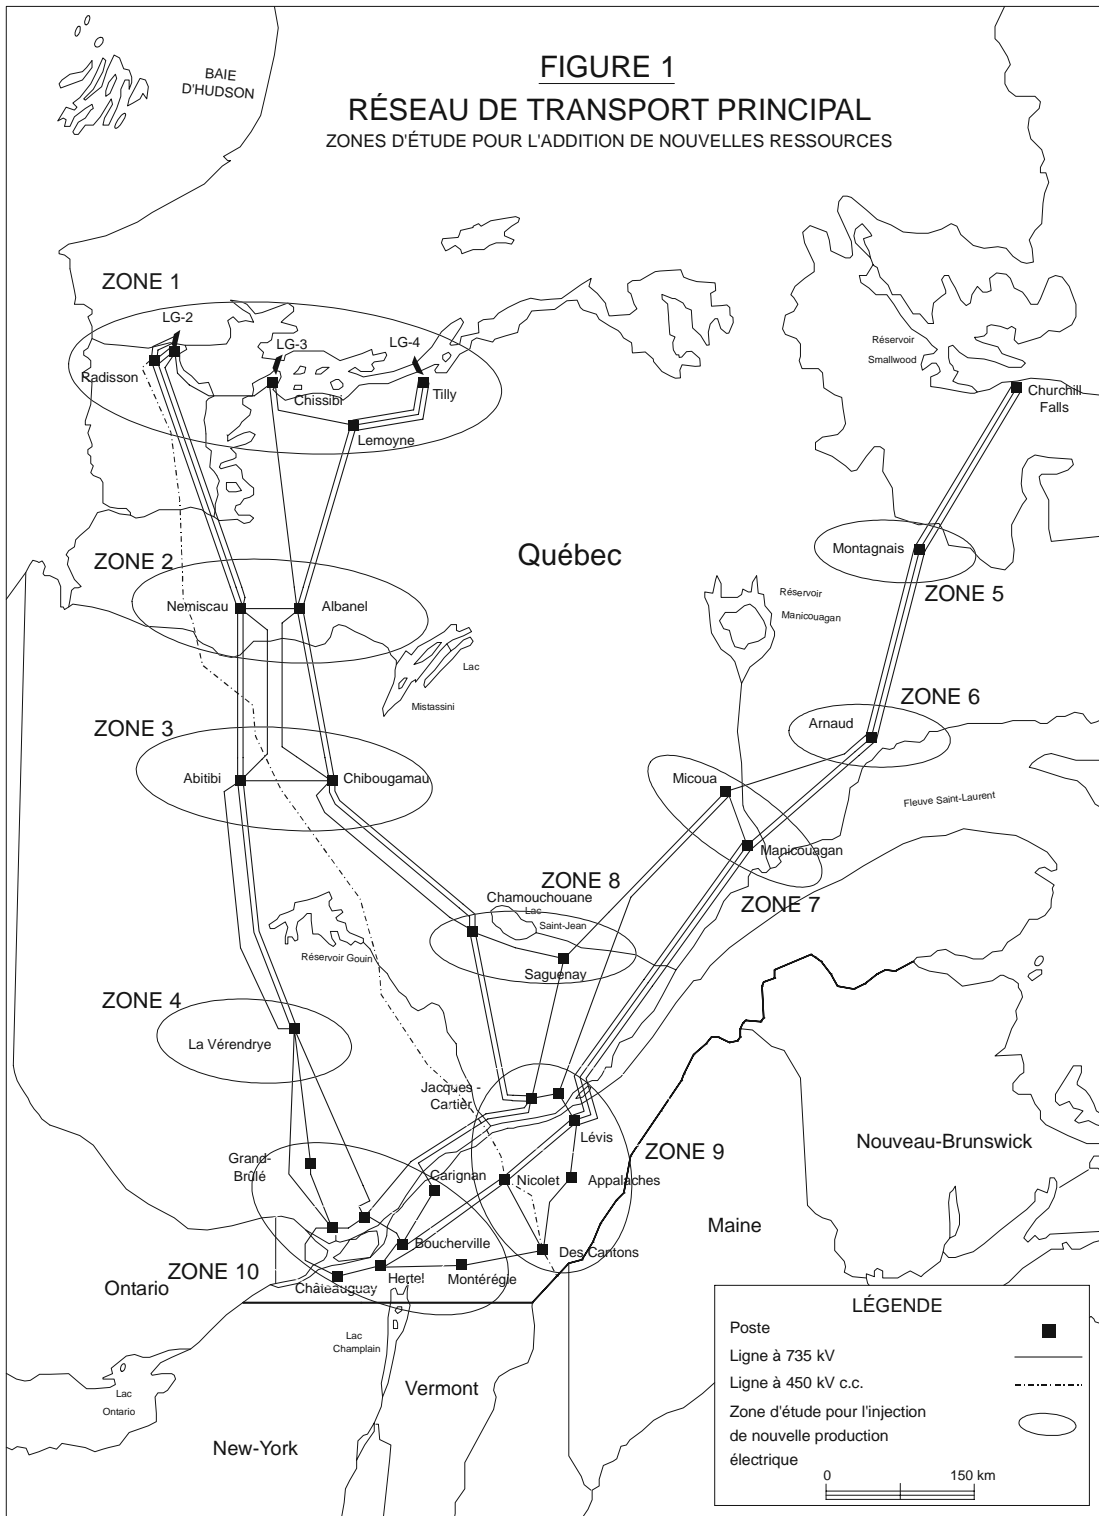 FIGURE 1
RÉSEAU DE TRANSPORT PRINCIPAL
ZONES D'ÉTUDE POUR L'ADDITION DE NOUVELLES RESSOURCES
BAIE
D'HUDSON
ZONE 1
LG-2
LG-3
LG-4
Radisson
Chissibi
Tilly
Lemoyne
Réservoir
Smallwood
Churchill
Falls
ZONE 2
Nemiscau
Albanel
Québec
Montagnais
ZONE 5
Réservoir
Manicouagan
Lac
Mistassini
ZONE 3
Abitibi
Chibougamau
ZONE 6
Arnaud
Micoua
Fleuve Saint-Laurent
Manicouagan
ZONE 7
ZONE 8
Chamouchouane
Lac
Saint-Jean
Saguenay
Réservoir Gouin
ZONE 4
La Vérendrye
Jacques -
Cartier
Lévis
ZONE 9
Nouveau-Brunswick
Grand-
Brûlé
Carignan
Nicolet
Appalaches
Maine
Boucherville
Des Cantons
ZONE 10
Ontario
Châteauguay
Hertel
Montérégie
Lac
Champlain
Vermont
Lac
Ontario
New-York
LÉGENDE
Poste
Ligne à 735 kV
Ligne à 450 kV c.c.
Zone d'étude pour l'injection
de nouvelle production
électrique
0 150 km